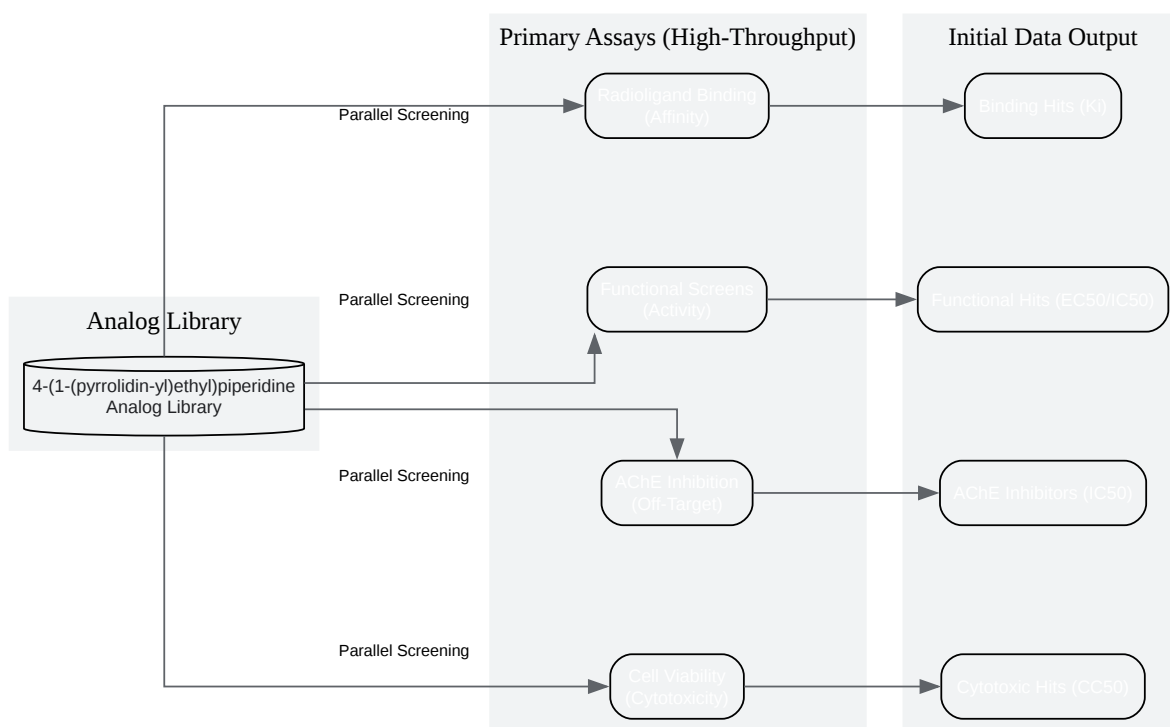 Primary Assays (High-Throughput)
Initial Data Output
Radioligand Binding
(Affinity)
Binding Hits (Ki)
Parallel Screening
Functional Screens
(Activity)
Functional Hits (EC50/IC50)
Parallel Screening
Analog Library
4-(1-(pyrrolidin-yl)ethyl)piperidine
Analog Library
Parallel Screening
AChE Inhibition
(Off-Target)
AChE Inhibitors (IC50)
Parallel Screening
Cell Viability
(Cytotoxicity)
Cytotoxic Hits (CC50)